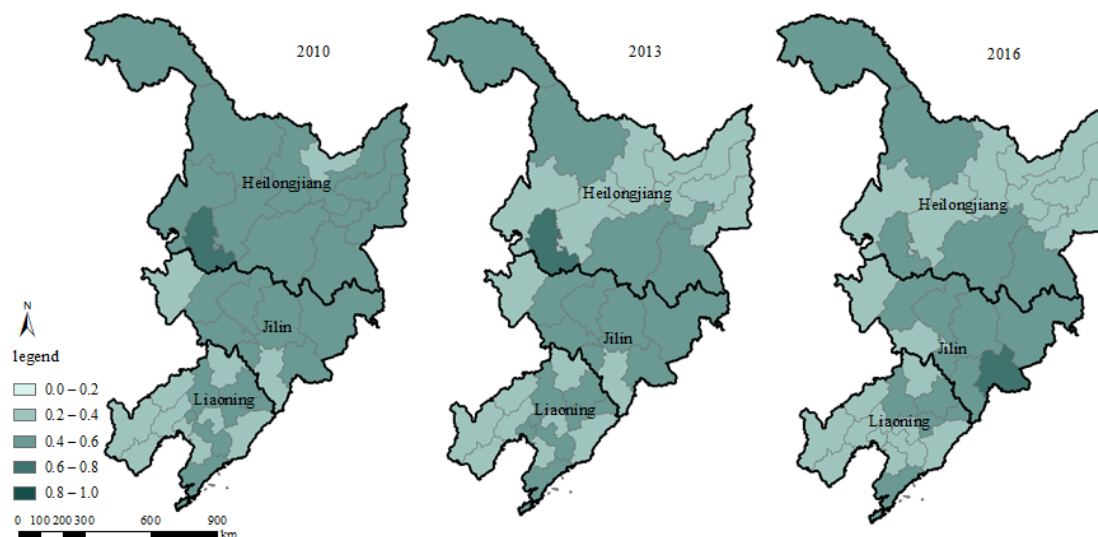 2010
2013
2016
Heilongjiang
Heilongjiang
Heilongjiang
Jilin
Jilin
Jilin
Liaoning
Liaoning
Liaoning
N
legend
0.0 – 0.2
0.2 – 0.4
0.4 – 0.6
0.6 – 0.8
0.8 – 1.0
0 100 200 300 600 900
km